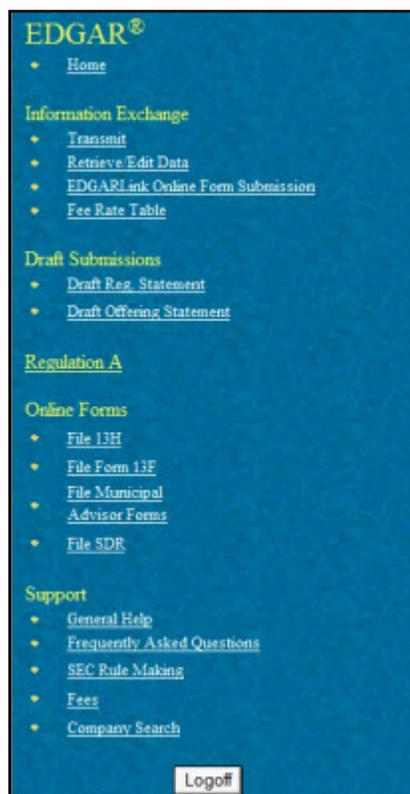 EDGAR®
Home
Information Exchange
Transmit
Retrieve/Edit Data
EDGARLink Online Form Submission
Fee Rate Table
Draft Submissions
Draft Reg. Statement
Draft Offering Statement
Regulation A
Online Forms
File 13H
File Form 13F
File Municipal
Advisor Forms
File SDR
Support
General Help
Frequently Asked Questions
SEC Rule Making
Fees
Company Search
Logoff